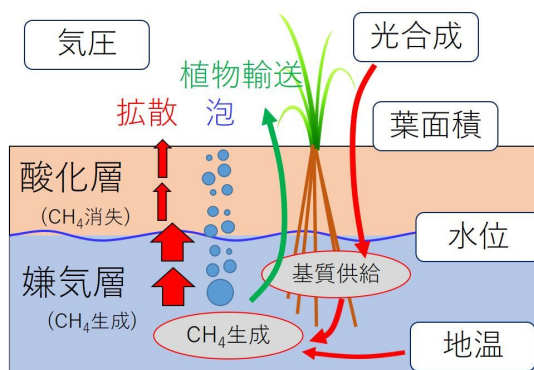 気圧
光合成
植物輸送
拡散
泡
葉面積
酸化層
(CH₄消失)
水位
嫌気層
(CH₄生成)
基質供給
CH₄生成
地温